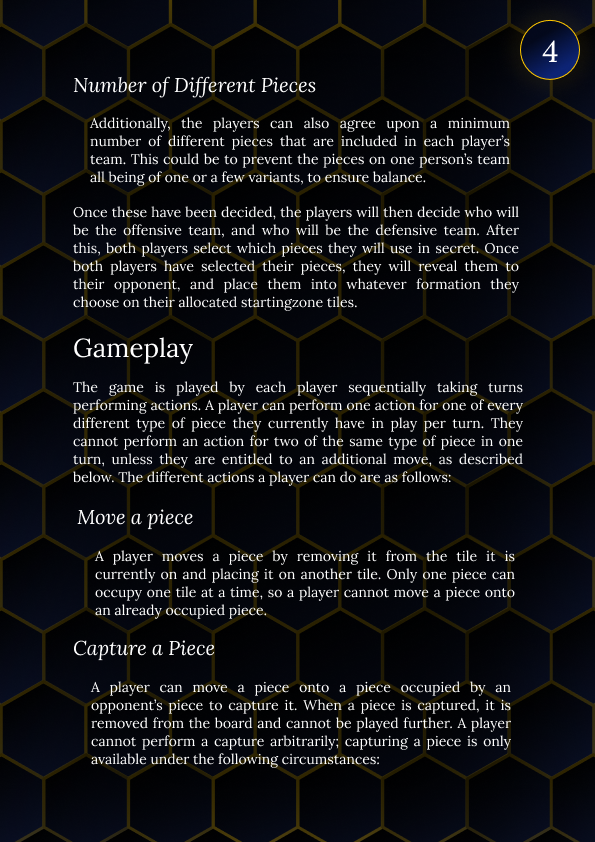 4
Number of Different Pieces
Additionally, the players can also agree upon a minimum
number of different pieces that are included in each player's
team. This could be to prevent the pieces on one person's team
all being of one or a few variants, to ensure balance.
Once these have been decided, the players will then decide who will
be the offensive team, and who will be the defensive team. After
this, both players select which pieces they will use in secret. Once
both players have selected their pieces, they will reveal them to
their opponent, and place them into whatever formation they
choose on their allocated startingzone tiles.
Gameplay
The game is played by each player sequentially taking turns
performing actions. A player can perform one action for one of every
different type of piece they currently have in play per turn. They
cannot perform an action for two of the same type of piece in one
turn, unless they are entitled to an additional move, as described
below. The different actions a player can do are as follows:
Move a piece
A player moves a piece by removing it from the tile it is
currently on and placing it on another tile. Only one piece can
occupy one tile at a time, so a player cannot move a piece onto
an already occupied piece.
Capture a Piece
A player can move a piece onto a piece occupied by an
opponent's piece to capture it. When a piece is captured, it is
removed from the board and cannot be played further. A player
cannot perform a capture arbitrarily; capturing a piece is only
available under the following circumstances: